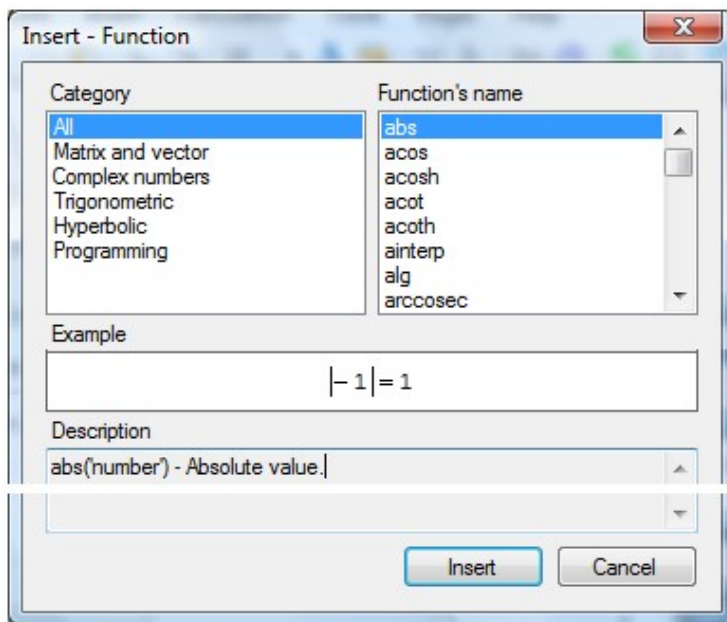 Insert - Function
Category
All
Matrix and vector
Complex numbers
Trigonometric
Hyperbolic
Programming
Function's name
abs
acos
acosh
acot
acoth
ainterp
alg
arccosec
Example
|− 1| = 1
Description
abs('number') - Absolute value.
Insert
Cancel